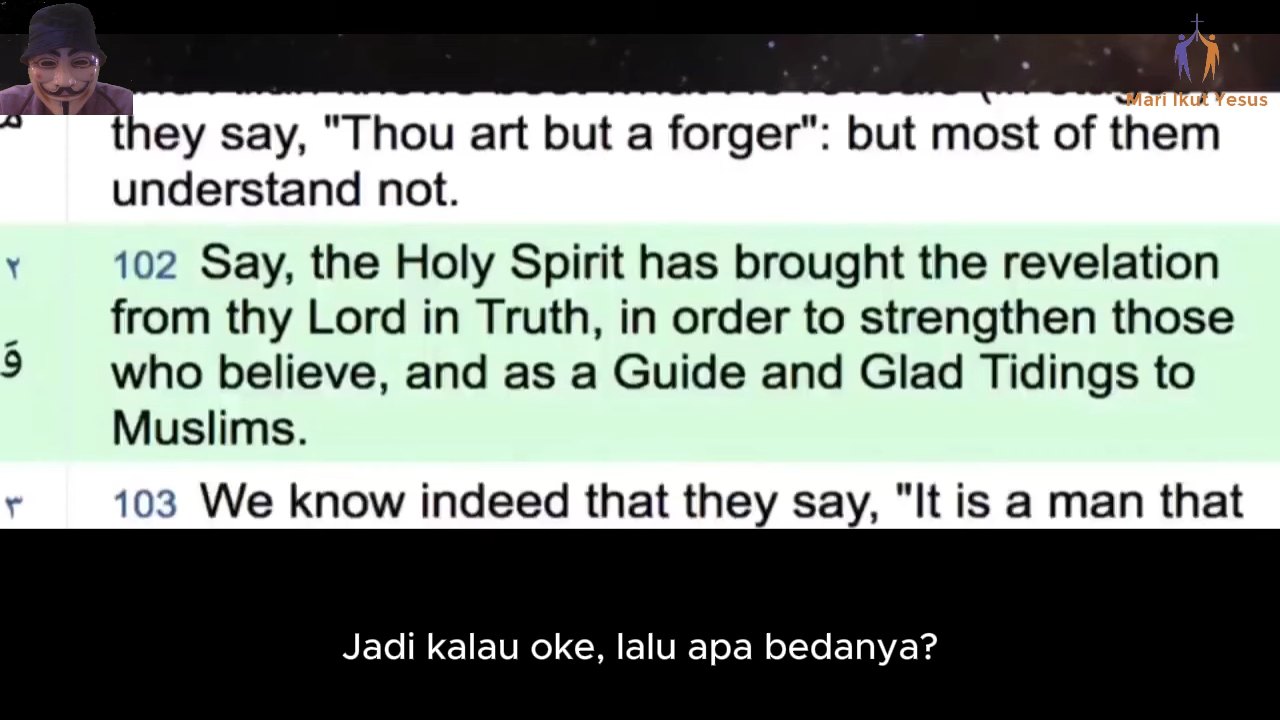 Mari Ikut Yesus
they say, "Thou art but a forger": but most of them
understand not.
٢
102 Say, the Holy Spirit has brought the revelation
from thy Lord in Truth, in order to strengthen those
who believe, and as a Guide and Glad Tidings to
Muslims.
٣
103 We know indeed that they say, "It is a man that
Jadi kalau oke, lalu apa bedanya?